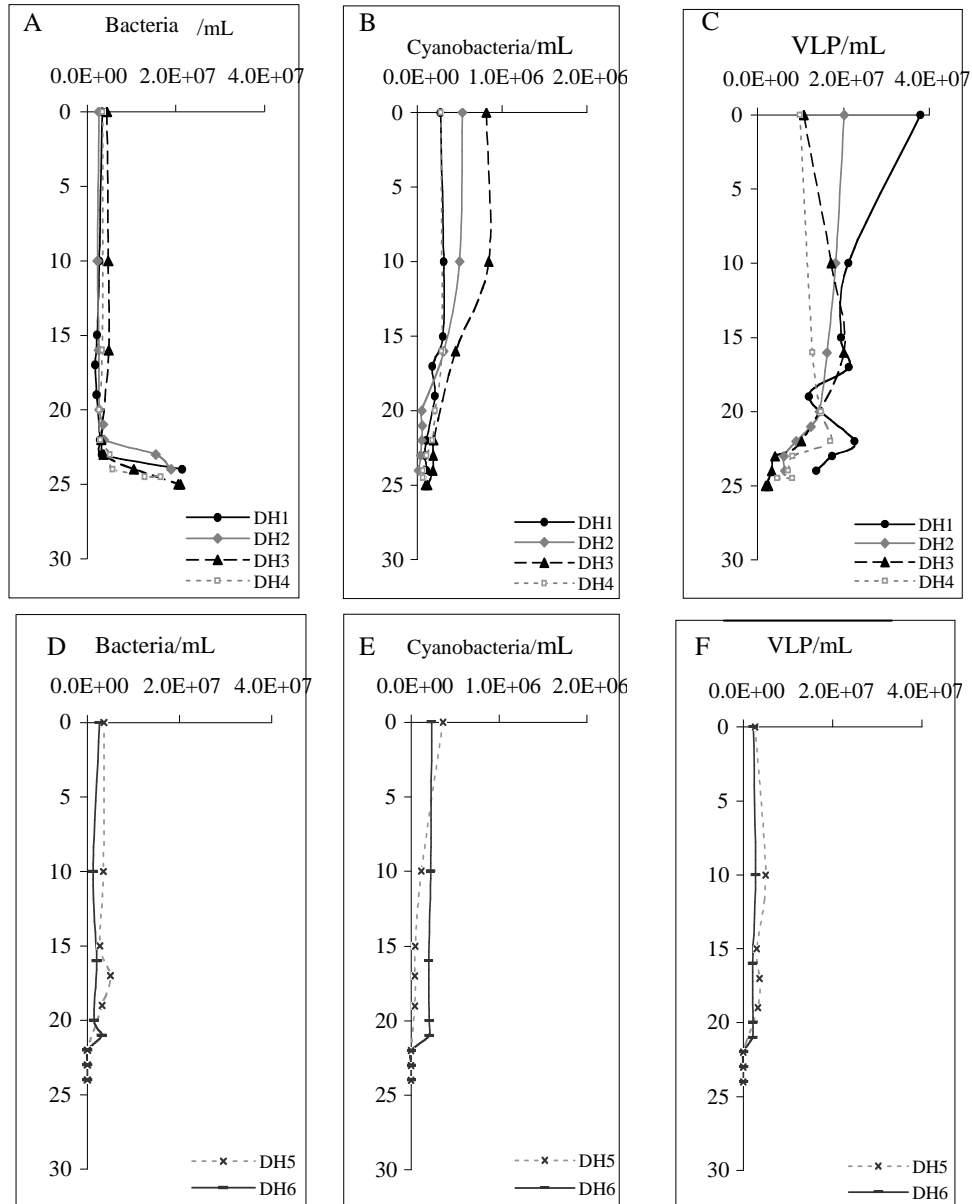 A
Bacteria /mL
0.0E+00 2.0E+07 4.0E+07
0
5
10
15
20
25
30
DH1
DH2
DH3
DH4
B
Cyanobacteria/mL
0.0E+00 1.0E+06 2.0E+06
0
5
10
15
20
25
30
DH1
DH2
DH3
DH4
C
VLP/mL
0.0E+00 2.0E+07 4.0E+07
0
5
10
15
20
25
30
DH1
DH2
DH3
DH4
D
Bacteria/mL
0.0E+00 2.0E+07 4.0E+07
0
5
10
15
20
25
30
DH5
DH6
E
Cyanobacteria/mL
0.0E+00 1.0E+06 2.0E+06
0
5
10
15
20
25
30
DH5
DH6
F
VLP/mL
0.0E+00 2.0E+07 4.0E+07
0
5
10
15
20
25
30
DH5
DH6